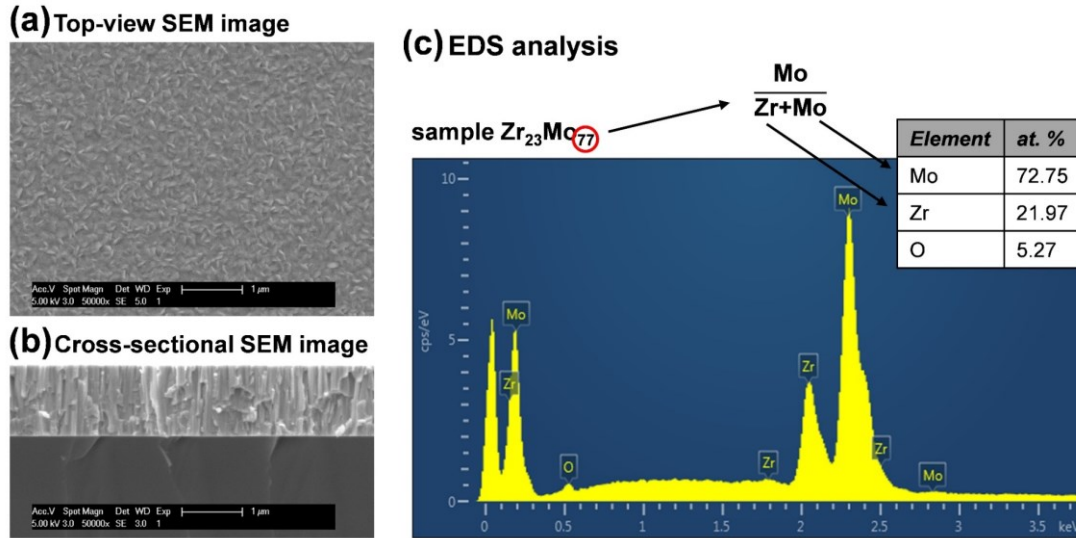 (a) Top-view SEM image
Acc.V Spot Magn Det WD Exp
5.00 kV 3.0 50000x SE 5.0 1 1 μm
(b) Cross-sectional SEM image
Acc.V Spot Magn Det WD Exp
5.00 kV 3.0 50000x SE 3.0 1 1 μm
(c) EDS analysis
Mo
Zr+Mo
sample Zr₂₃Mo₇₇
Element at. %
Mo 72.75
Zr 21.97
O 5.27
cps/eV
10
5
0
Mo
Zr
O
Zr
Zr
Mo
Zr
Mo
0 0.5 1 1.5 2 2.5 3 3.5 keV